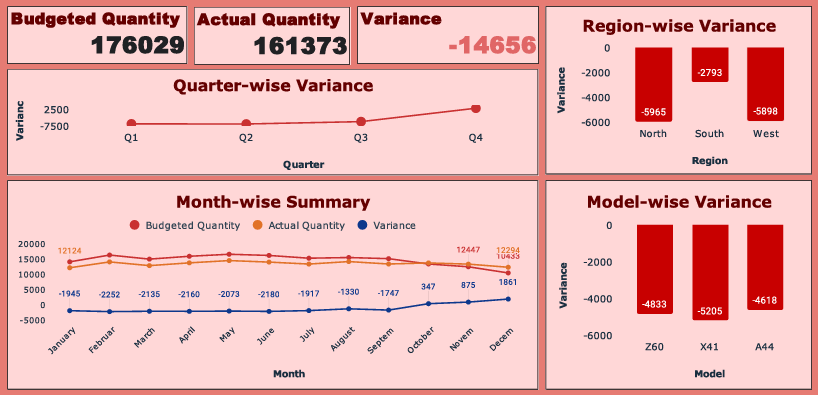 Budgeted Quantity
176029
Actual Quantity
161373
Variance
-14656
Quarter-wise Variance
Varianc
2500
-7500
Q1 Q2 Q3 Q4
Quarter
Region-wise Variance
Variance
0
-2000
-4000
-6000
-5965 -2793 -5898
North South West
Region
Month-wise Summary
Budgeted Quantity Actual Quantity Variance
20000
15000
10000
5000
0
-5000
12124 12447 12294
10433
-1945 -2252 -2135 -2160 -2073 -2180 -1917 -1330 -1747 347 875 1861
January Februar March April May June July August Septem October Novem Decem
Month
Model-wise Variance
Variance
0
-2000
-4000
-6000
-4833 -5205 -4618
Z60 X41 A44
Model